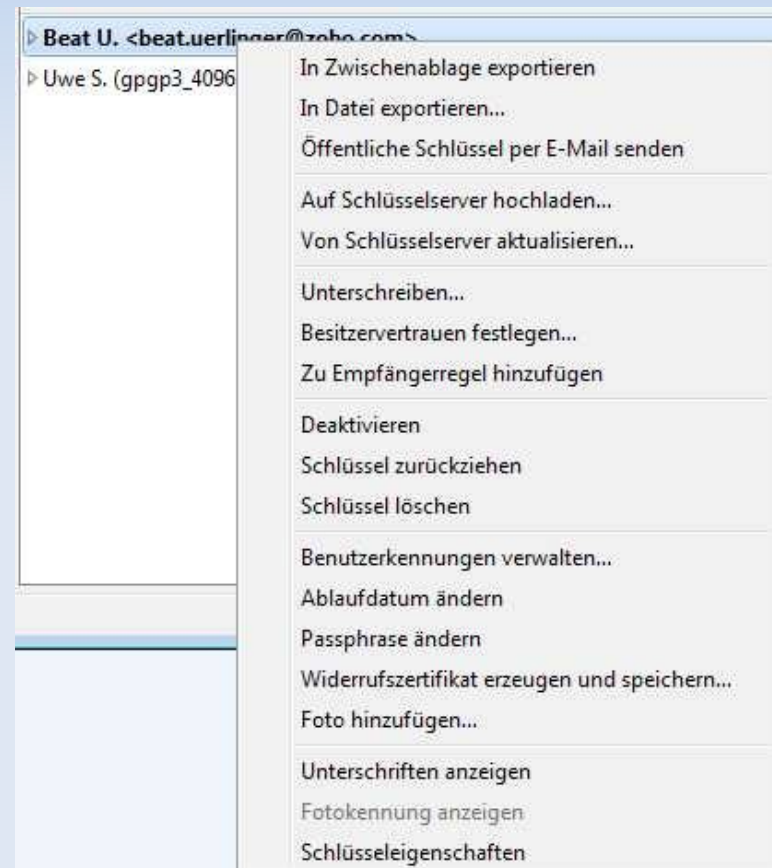 Beat U. <beat.uerlinger@zoho.com>
Uwe S. (gpgp3_4096
In Zwischenablage exportieren
In Datei exportieren...
Öffentliche Schlüssel per E-Mail senden
Auf Schlüsselserver hochladen...
Von Schlüsselserver aktualisieren...
Unterschreiben...
Besitzervertrauen festlegen...
Zu Empfängerregel hinzufügen
Deaktivieren
Schlüssel zurückziehen
Schlüssel löschen
Benutzerkennungen verwalten...
Ablaufdatum ändern
Passphrase ändern
Widerrufszertifikat erzeugen und speichern...
Foto hinzufügen...
Unterschriften anzeigen
Fotokennung anzeigen
Schlüsseleigenschaften